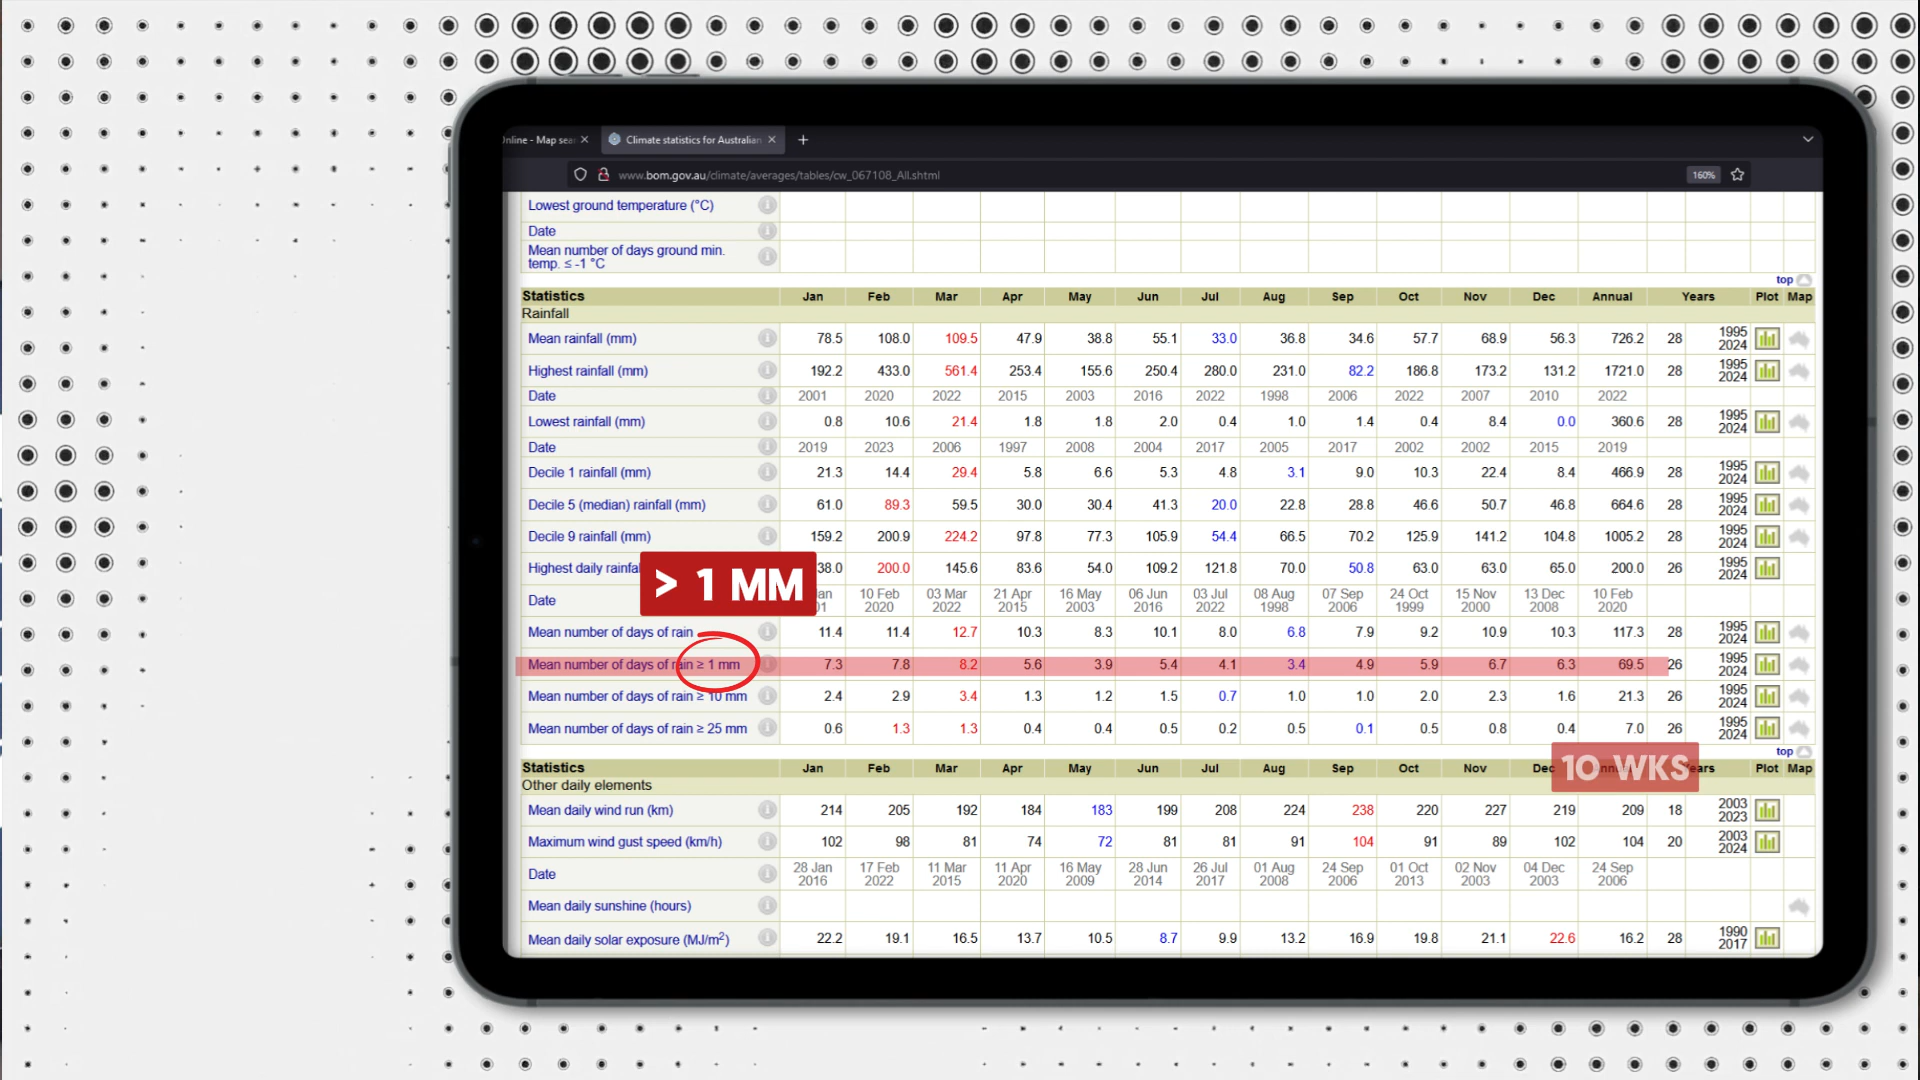 Online - Map sear
Climate statistics for Australian
www.bom.gov.au/climate/averages/tables/cw_067108_All.shtml
160%
Lowest ground temperature (°C)
Date
Mean number of days ground min.
temp. ≤ -1 °C
top
Statistics Jan Feb Mar Apr May Jun Jul Aug Sep Oct Nov Dec Annual Years Plot Map
Rainfall
Mean rainfall (mm) 78.5 108.0 109.5 47.9 38.8 55.1 33.0 36.8 34.6 57.7 68.9 56.3 726.2 28 1995 2024
Highest rainfall (mm) 192.2 433.0 561.4 253.4 155.6 250.4 280.0 231.0 82.2 186.8 173.2 131.2 1721.0 28 1995 2024
Date 2001 2020 2022 2015 2003 2016 2022 1998 2006 2022 2007 2010 2022
Lowest rainfall (mm) 0.8 10.6 21.4 1.8 1.8 2.0 0.4 1.0 1.4 0.4 8.4 0.0 360.6 28 1995 2024
Date 2019 2023 2006 1997 2008 2004 2017 2005 2017 2002 2002 2015 2019
Decile 1 rainfall (mm) 21.3 14.4 29.4 5.8 6.6 5.3 4.8 3.1 9.0 10.3 22.4 8.4 466.9 28 1995 2024
Decile 5 (median) rainfall (mm) 61.0 89.3 59.5 30.0 30.4 41.3 20.0 22.8 28.8 46.6 50.7 46.8 664.6 28 1995 2024
Decile 9 rainfall (mm) 159.2 200.9 224.2 97.8 77.3 105.9 54.4 66.5 70.2 125.9 141.2 104.8 1005.2 28 1995 2024
Highest daily rainfal 38.0 200.0 145.6 83.6 54.0 109.2 121.8 70.0 50.8 63.0 63.0 65.0 200.0 26 1995 2024
> 1 MM
Date an 01 10 Feb 2020 03 Mar 2022 21 Apr 2015 16 May 2003 06 Jun 2016 03 Jul 2022 08 Aug 1998 07 Sep 2006 24 Oct 1999 15 Nov 2000 13 Dec 2008 10 Feb 2020
Mean number of days of rain 11.4 11.4 12.7 10.3 8.3 10.1 8.0 6.8 7.9 9.2 10.9 10.3 117.3 28 1995 2024
Mean number of days of rain ≥ 1 mm 7.3 7.8 8.2 5.6 3.9 5.4 4.1 3.4 4.9 5.9 6.7 6.3 69.5 26 1995 2024
Mean number of days of rain ≥ 10 mm 2.4 2.9 3.4 1.3 1.2 1.5 0.7 1.0 1.0 2.0 2.3 1.6 21.3 26 1995 2024
Mean number of days of rain ≥ 25 mm 0.6 1.3 1.3 0.4 0.4 0.5 0.2 0.5 0.1 0.5 0.8 0.4 7.0 26 1995 2024
top
10 WKS
Statistics Jan Feb Mar Apr May Jun Jul Aug Sep Oct Nov Dec ears Plot Map
Other daily elements
Mean daily wind run (km) 214 205 192 184 183 199 208 224 238 220 227 219 209 18 2003 2023
Maximum wind gust speed (km/h) 102 98 81 74 72 81 81 91 104 91 89 102 104 20 2003 2024
Date 28 Jan 2016 17 Feb 2022 11 Mar 2015 11 Apr 2020 16 May 2009 28 Jun 2014 26 Jul 2017 01 Aug 2008 24 Sep 2006 01 Oct 2013 02 Nov 2003 04 Dec 2003 24 Sep 2006
Mean daily sunshine (hours)
Mean daily solar exposure (MJ/m²) 22.2 19.1 16.5 13.7 10.5 8.7 9.9 13.2 16.9 19.8 21.1 22.6 16.2 28 1990 2017